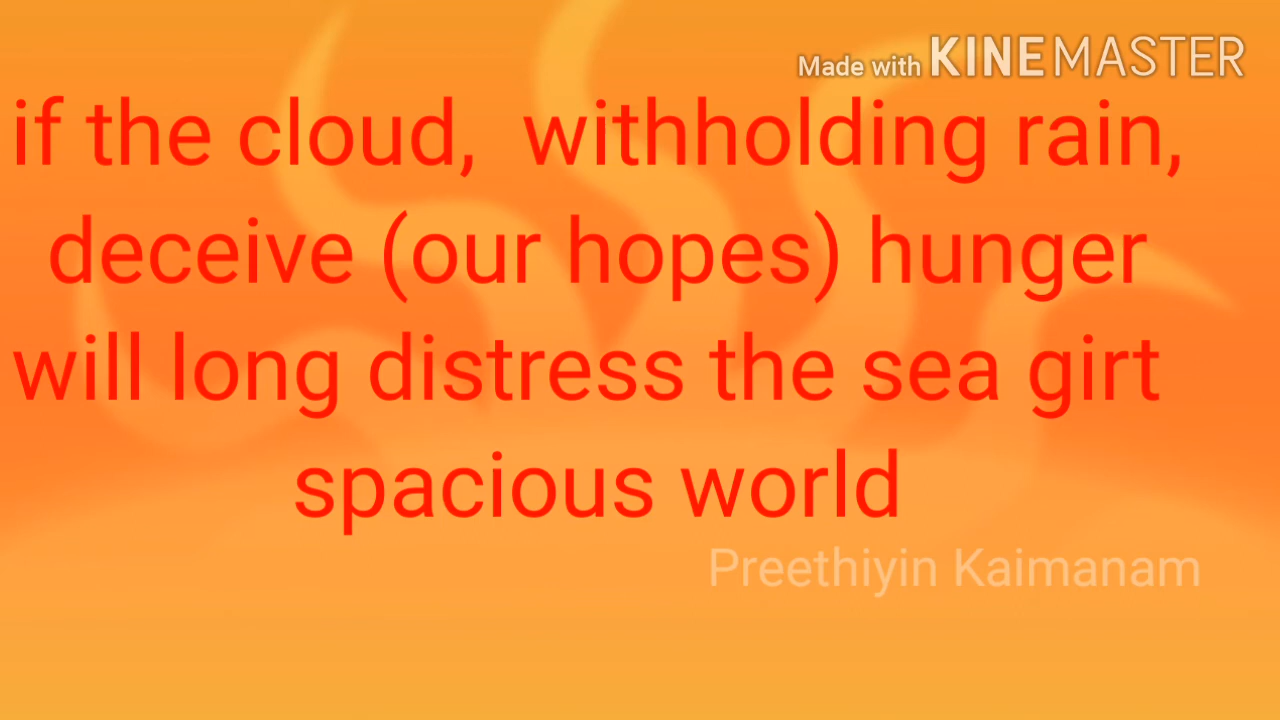 Made with KINEMASTER
if the cloud,  withholding rain,
deceive (our hopes) hunger
will long distress the sea girt
spacious world
Preethiyin Kaimanam